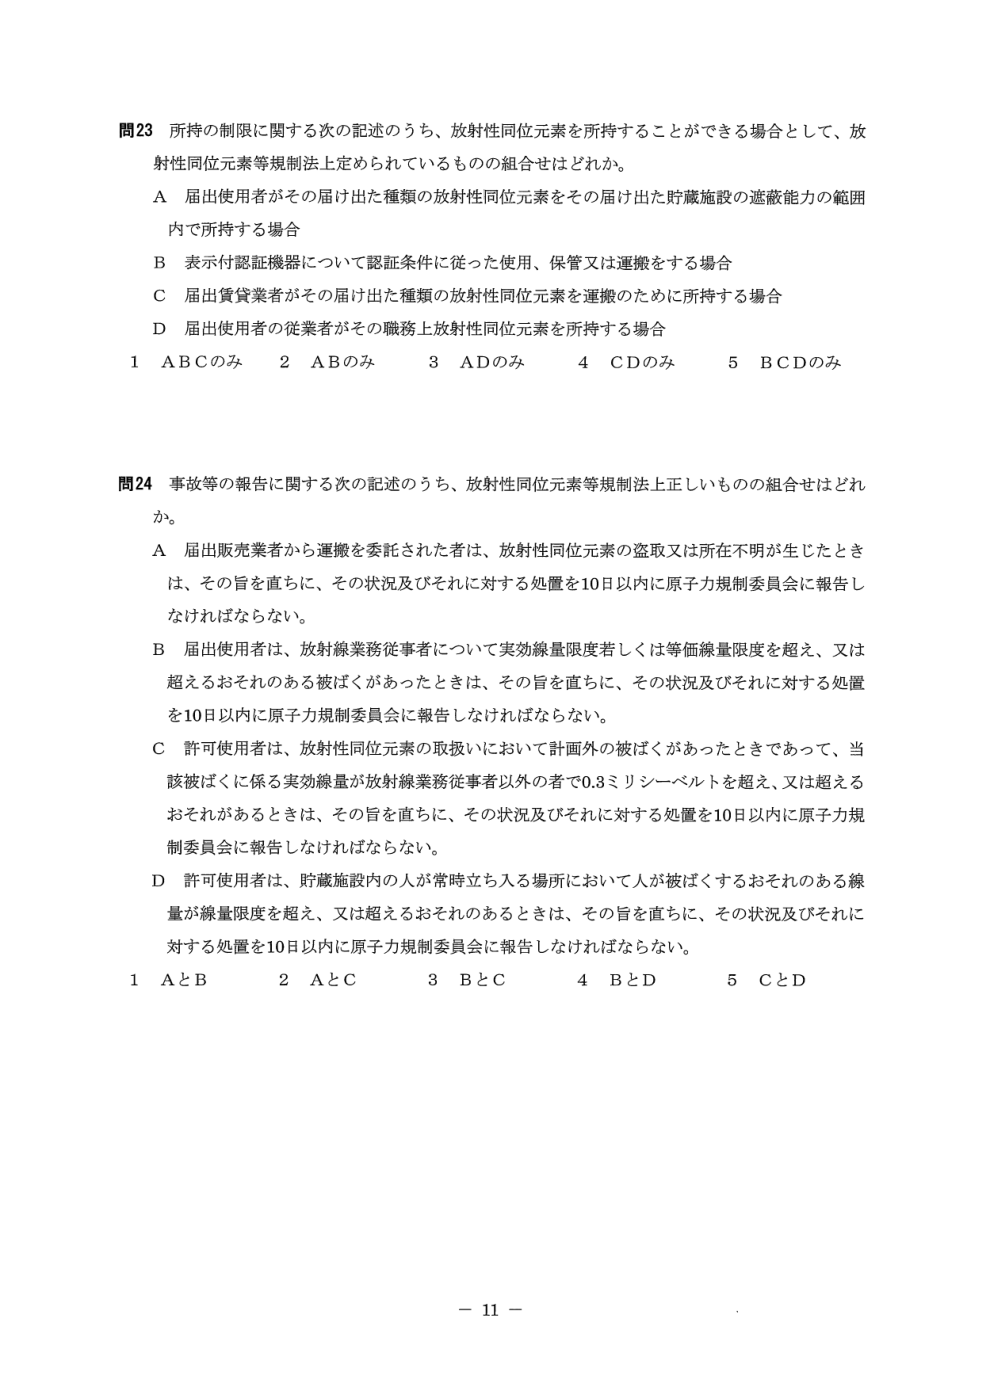 問23　所持の制限に関する次の記述のうち、放射性同位元素を所持することができる場合として、放
射性同位元素等規制法上定められているものの組合せはどれか。
A　届出使用者がその届け出た種類の放射性同位元素をその届け出た貯蔵施設の遮蔽能力の範囲
内で所持する場合
B　表示付認証機器について認証条件に従った使用、保管又は運搬をする場合
C　届出賃貸業者がその届け出た種類の放射性同位元素を運搬のために所持する場合
D　届出使用者の従業者がその職務上放射性同位元素を所持する場合
1　ABCのみ　　2　ABのみ　　3　ADのみ　　4　CDのみ　　5　BCDのみ
問24　事故等の報告に関する次の記述のうち、放射性同位元素等規制法上正しいものの組合せはどれ
か。
A　届出販売業者から運搬を委託された者は、放射性同位元素の盗取又は所在不明が生じたとき
は、その旨を直ちに、その状況及びそれに対する処置を10日以内に原子力規制委員会に報告し
なければならない。
B　届出使用者は、放射線業務従事者について実効線量限度若しくは等価線量限度を超え、又は
超えるおそれのある被ばくがあったときは、その旨を直ちに、その状況及びそれに対する処置
を10日以内に原子力規制委員会に報告しなければならない。
C　許可使用者は、放射性同位元素の取扱いにおいて計画外の被ばくがあったときであって、当
該被ばくに係る実効線量が放射線業務従事者以外の者で0.3ミリシーベルトを超え、又は超える
おそれがあるときは、その旨を直ちに、その状況及びそれに対する処置を10日以内に原子力規
制委員会に報告しなければならない。
D　許可使用者は、貯蔵施設内の人が常時立ち入る場所において人が被ばくするおそれのある線
量が線量限度を超え、又は超えるおそれのあるときは、その旨を直ちに、その状況及びそれに
対する処置を10日以内に原子力規制委員会に報告しなければならない。
1　AとB　　2　AとC　　3　BとC　　4　BとD　　5　CとD
－ 11 －